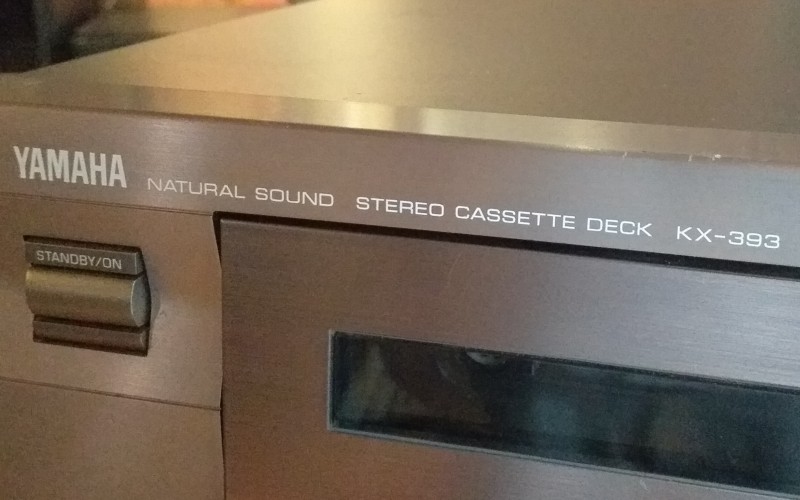 YAMAHA NATURAL SOUND STEREO CASSETTE DECK KX-393
STANDBY/ON